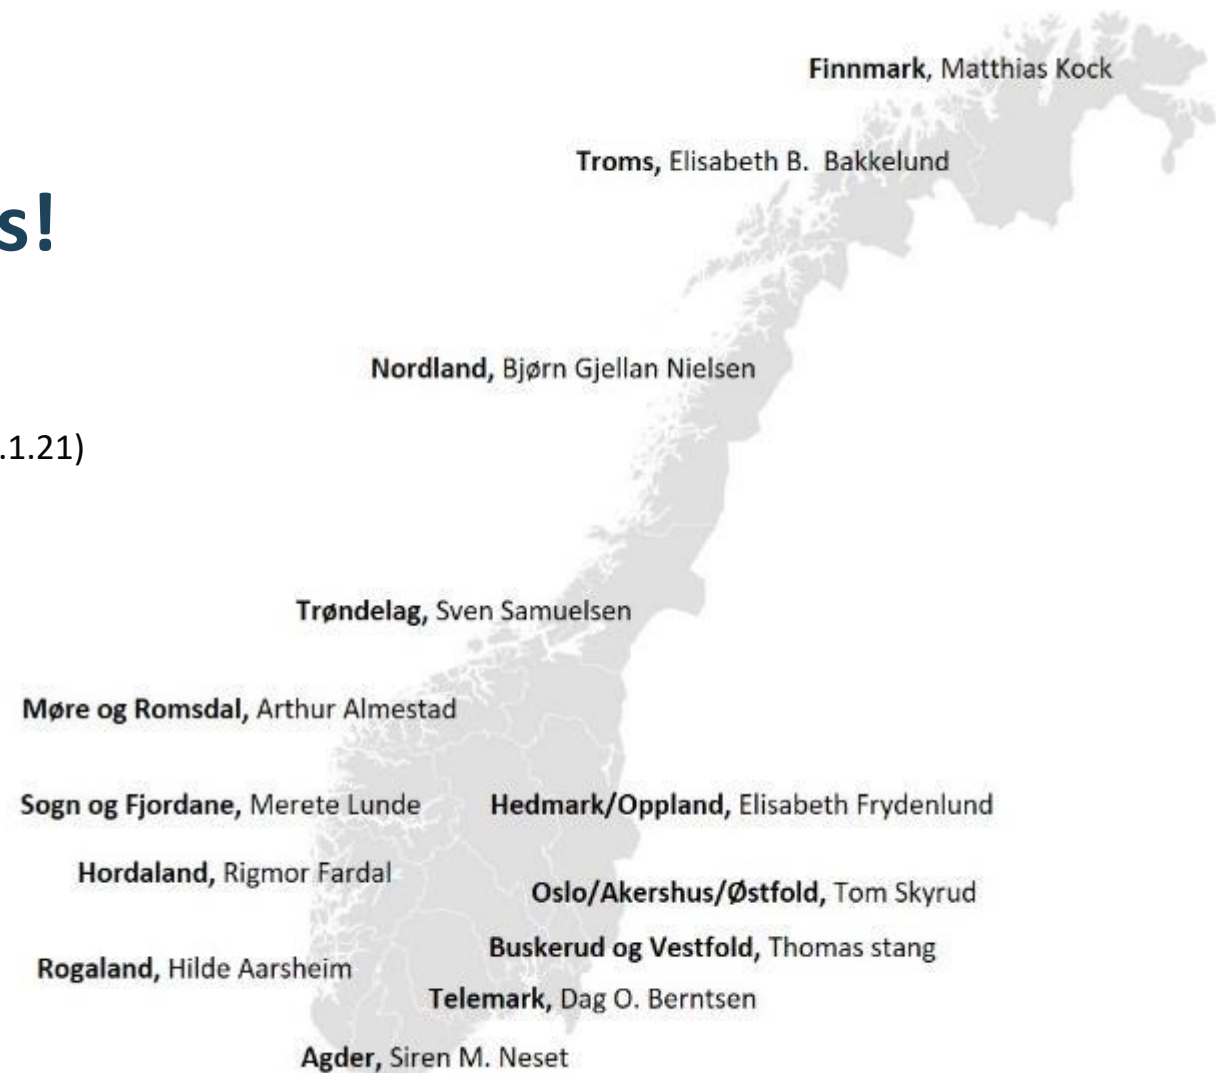 Finnmark, Matthias Kock
Troms, Elisabeth B. Bakkelund
s!
Nordland, Bjørn Gjellan Nielsen
.1.21)
Trøndelag, Sven Samuelsen
Møre og Romsdal, Arthur Almestad
Sogn og Fjordane, Merete Lunde
Hedmark/Oppland, Elisabeth Frydenlund
Hordaland, Rigmor Fardal
Oslo/Akershus/Østfold, Tom Skyrud
Buskerud og Vestfold, Thomas stang
Rogaland, Hilde Aarsheim
Telemark, Dag O. Berntsen
Agder, Siren M. Neset